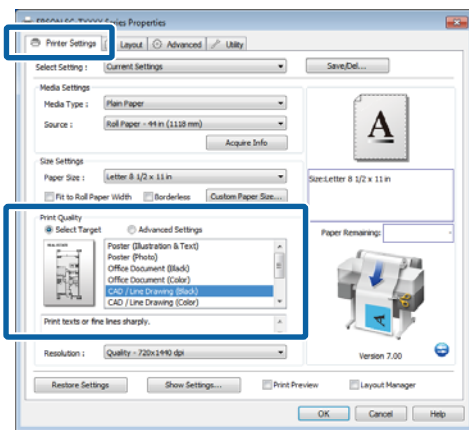 EPSON SC-TXXXX Series Properties
Printer Settings Layout Advanced Utility
Select Setting : Current Settings Save/Del...
Media Settings
Media Type : Plain Paper
Source : Roll Paper - 44 in (1118 mm)
Acquire Info
Size Settings
Paper Size : Letter 8 1/2 x 11 in
Fit to Roll Paper Width Borderless Custom Paper Size...
A
Size:Letter 8 1/2 x 11 in
Print Quality
Select Target Advanced Settings
Poster (Illustration & Text)
Poster (Photo)
Office Document (Black)
Office Document (Color)
CAD / Line Drawing (Black)
CAD / Line Drawing (Color)
Print texts or fine lines sharply.
Resolution : Quality - 720x1440 dpi
Paper Remaining:
A
Version 7.00
Restore Settings Show Settings... Print Preview Layout Manager
OK Cancel Help